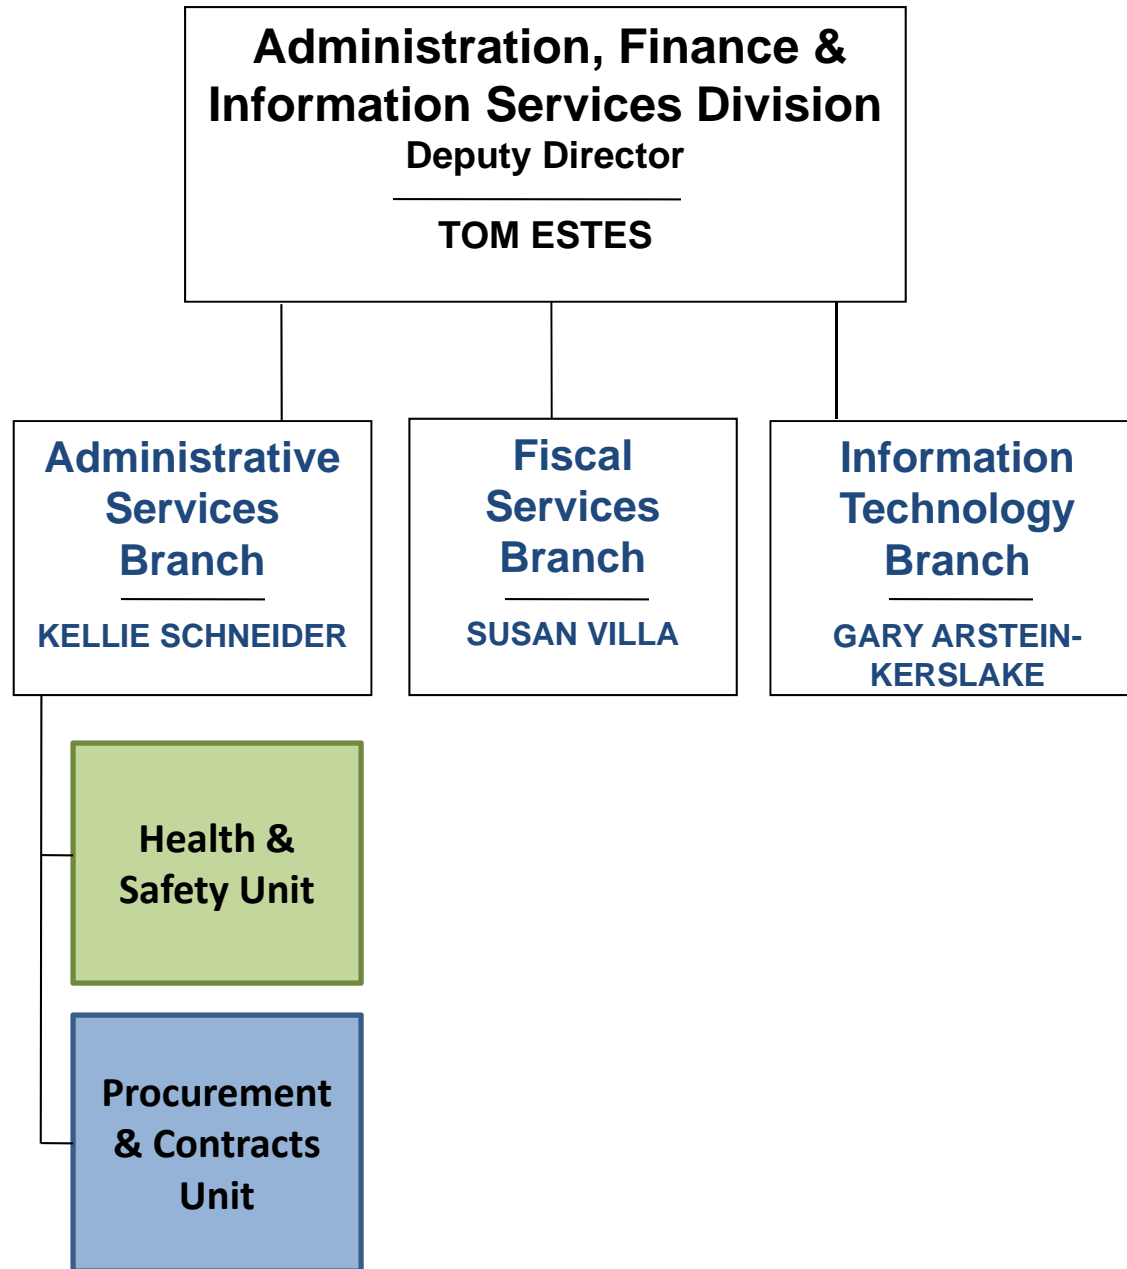 Administration, Finance &
Information Services Division
Deputy Director
TOM ESTES
Administrative
Services
Branch
KELLIE SCHNEIDER
Fiscal
Services
Branch
SUSAN VILLA
Information
Technology
Branch
GARY ARSTEIN-
KERSLAKE
Health &
Safety Unit
Procurement
& Contracts
Unit